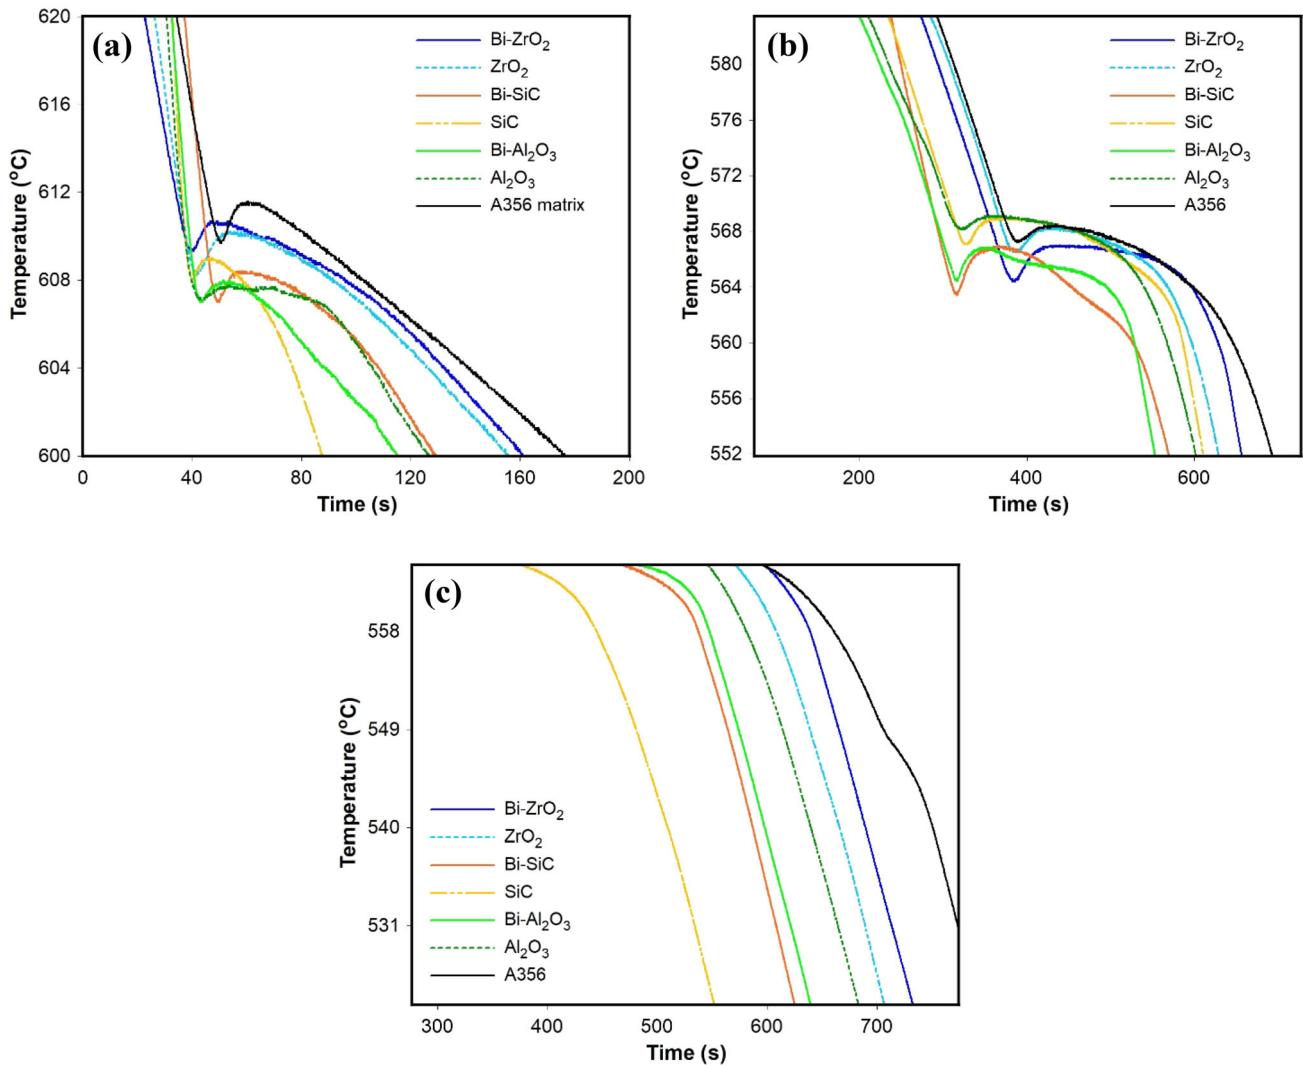 (a)
620
616
612
608
604
600
0
40
80
120
160
200
Temperature (°C)
Time (s)
Bi-ZrO₂
ZrO₂
Bi-SiC
SiC
Bi-Al₂O₃
Al₂O₃
A356 matrix
(b)
580
576
572
568
564
560
556
552
200
400
600
Temperature (°C)
Time (s)
Bi-ZrO₂
ZrO₂
Bi-SiC
SiC
Bi-Al₂O₃
Al₂O₃
A356
(c)
558
549
540
531
300
400
500
600
700
Temperature (°C)
Time (s)
Bi-ZrO₂
ZrO₂
Bi-SiC
SiC
Bi-Al₂O₃
Al₂O₃
A356